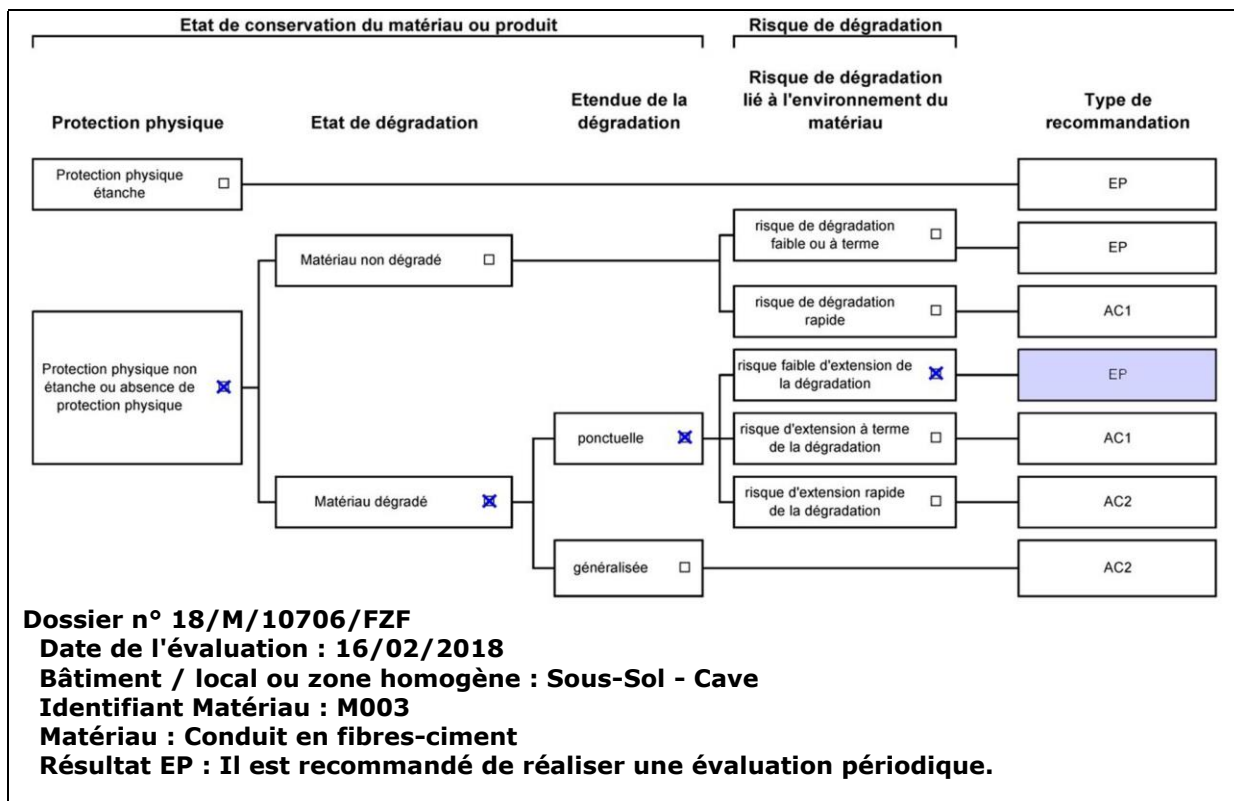 Etat de conservation du matériau ou produit
Risque de dégradation
Protection physique
Etat de dégradation
Etendue de la
dégradation
Risque de dégradation
lié à l'environnement du
matériau
Type de
recommandation
Protection physique
étanche
EP
Matériau non dégradé
risque de dégradation
faible ou à terme
EP
risque de dégradation
rapide
AC1
Protection physique non
étanche ou absence de
protection physique
risque faible d'extension de
la dégradation
EP
ponctuelle
risque d'extension à terme
de la dégradation
AC1
Matériau dégradé
risque d'extension rapide
de la dégradation
AC2
généralisée
AC2
Dossier n° 18/M/10706/FZF
Date de l'évaluation : 16/02/2018
Bâtiment / local ou zone homogène : Sous-Sol - Cave
Identifiant Matériau : M003
Matériau : Conduit en fibres-ciment
Résultat EP : Il est recommandé de réaliser une évaluation périodique.